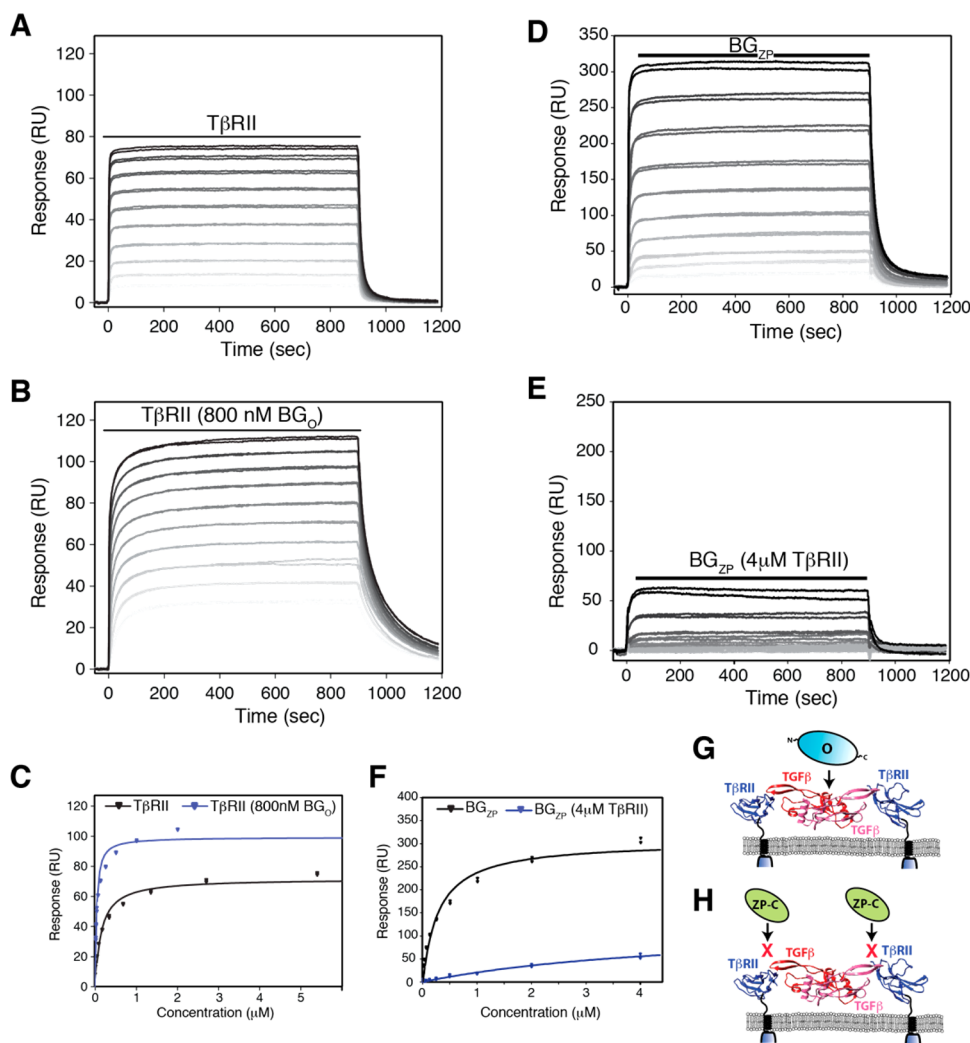 A
120
100
80
60
40
20
0
Response (RU)
TβRII
0 200 400 600 800 1000 1200
Time (sec)
B
120
100
80
60
40
20
0
Response (RU)
TβRII (800 nM BG_O)
0 200 400 600 800 1000 1200
Time (sec)
C
TβRII TβRII (800nM BG_O)
120
100
80
60
40
20
0
Response (RU)
0 1 2 3 4 5
Concentration (μM)
D
350
300
250
200
150
100
50
0
Response (RU)
BG_ZP
0 200 400 600 800 1000 1200
Time (sec)
E
250
200
150
100
50
0
Response (RU)
BG_ZP (4μM TβRII)
0 200 400 600 800 1000 1200
Time (sec)
F
BG_ZP BG_ZP (4μM TβRII)
400
350
300
250
200
150
100
50
0
Response (RU)
0 1 2 3 4
Concentration (μM)
G
N O C
TβRII TGFβ TβRII
TGFβ
H
ZP-C ZP-C
X X
TβRII TGFβ TβRII
TGFβ